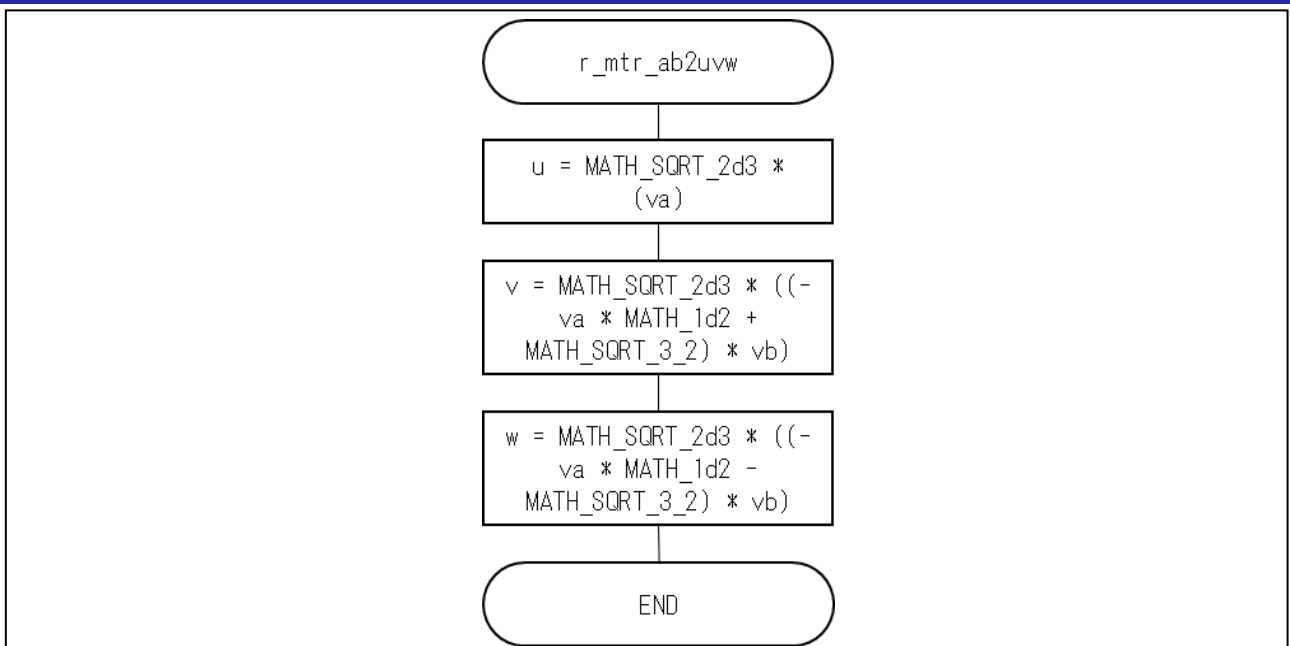 r_mtr_ab2uvw
u = MATH_SQRT_2d3 *
(va)
v = MATH_SQRT_2d3 * ((-
va * MATH_1d2 +
MATH_SQRT_3_2) * vb)
w = MATH_SQRT_2d3 * ((-
va * MATH_1d2 -
MATH_SQRT_3_2) * vb)
END